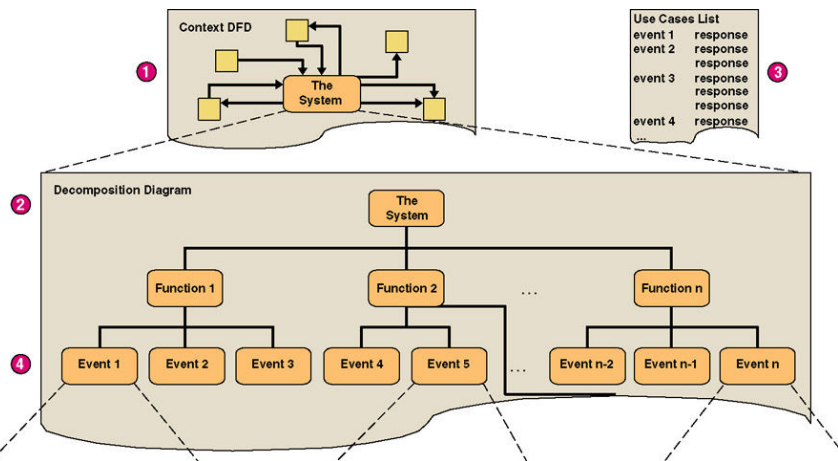 Context DFD
1
The
System
Use Cases List
event 1 response
event 2 response
response
event 3 response
response
response
event 4 response
...
3
2
Decomposition Diagram
The
System
Function 1
Function 2
...
Function n
4
Event 1
Event 2
Event 3
Event 4
Event 5
...
Event n-2
Event n-1
Event n